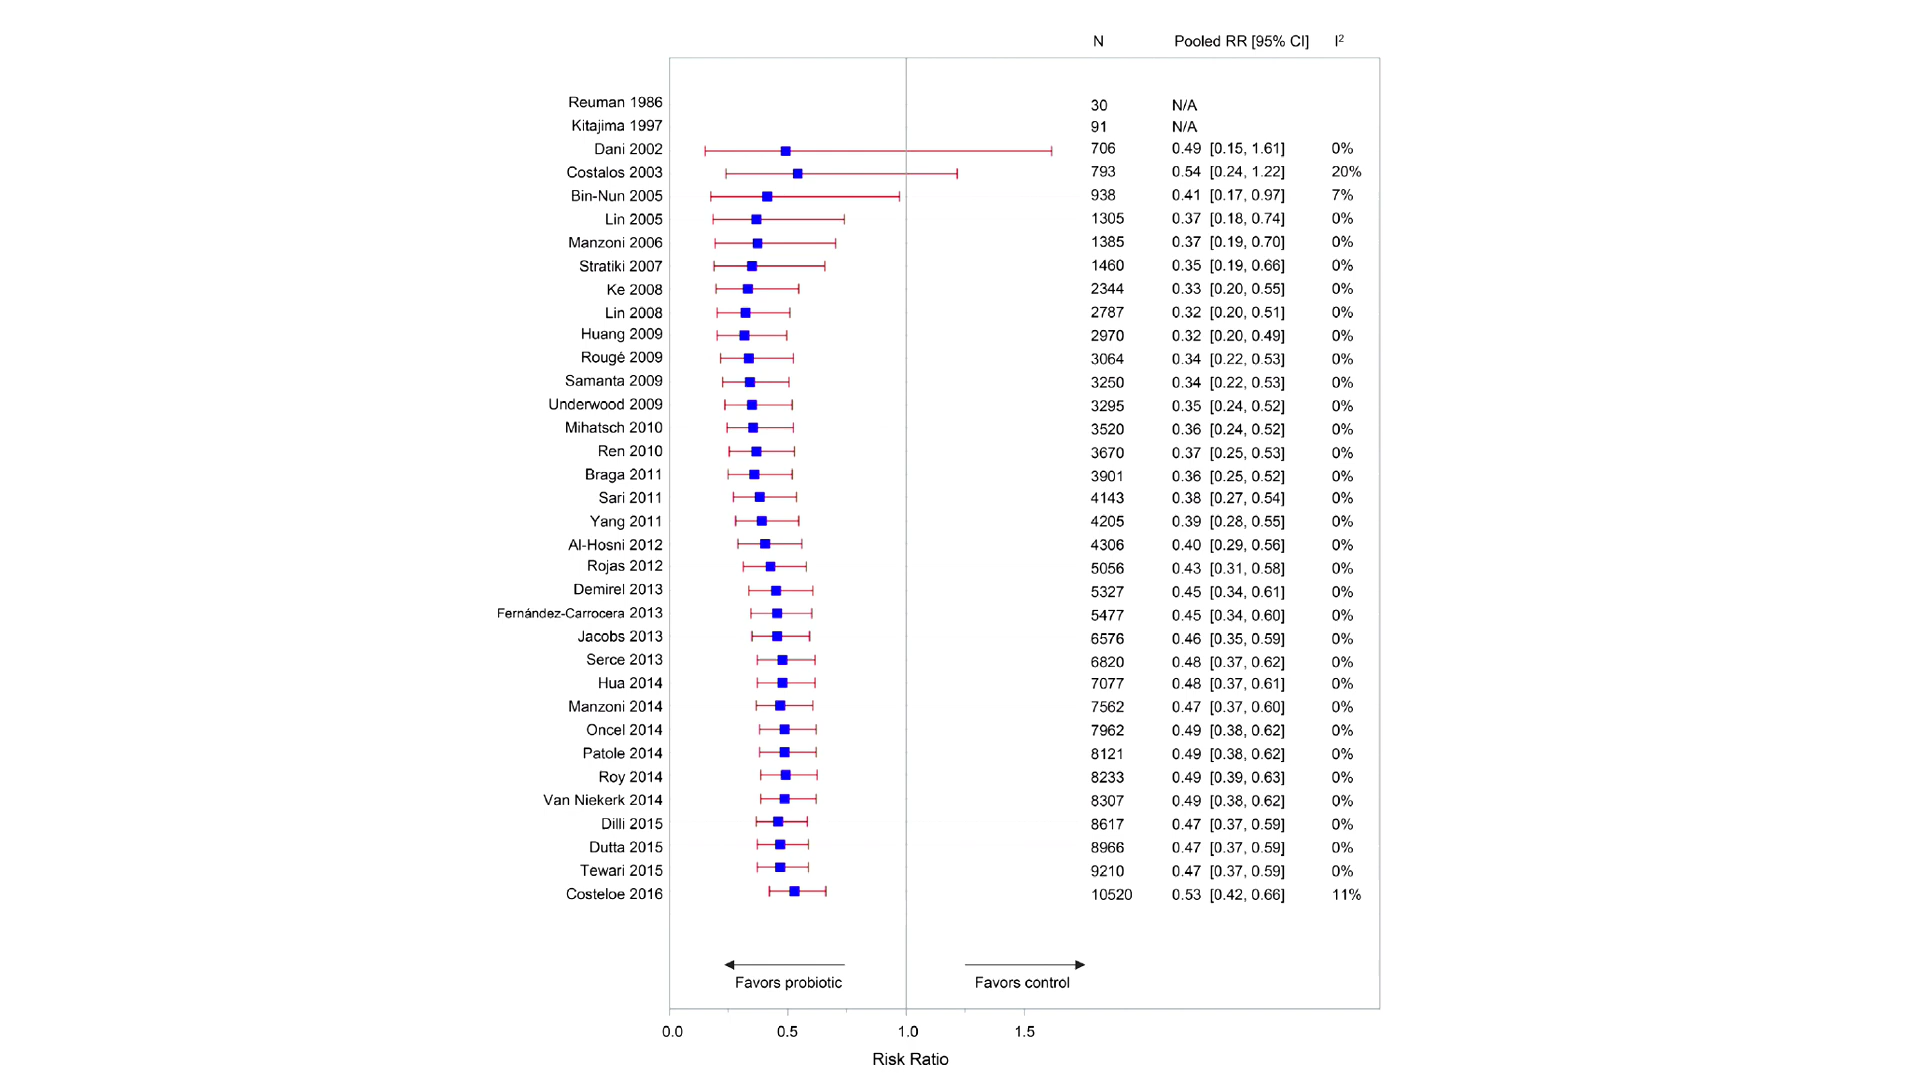 N Pooled RR [95% CI] I²
Reuman 1986 30 N/A
Kitajima 1997 91 N/A
Dani 2002 706 0.49 [0.15, 1.61] 0%
Costalos 2003 793 0.54 [0.24, 1.22] 20%
Bin-Nun 2005 938 0.41 [0.17, 0.97] 7%
Lin 2005 1305 0.37 [0.18, 0.74] 0%
Manzoni 2006 1385 0.37 [0.19, 0.70] 0%
Stratiki 2007 1460 0.35 [0.19, 0.66] 0%
Ke 2008 2344 0.33 [0.20, 0.55] 0%
Lin 2008 2787 0.32 [0.20, 0.51] 0%
Huang 2009 2970 0.32 [0.20, 0.49] 0%
Rougé 2009 3064 0.34 [0.22, 0.53] 0%
Samanta 2009 3250 0.34 [0.22, 0.53] 0%
Underwood 2009 3295 0.35 [0.24, 0.52] 0%
Mihatsch 2010 3520 0.36 [0.24, 0.52] 0%
Ren 2010 3670 0.37 [0.25, 0.53] 0%
Braga 2011 3901 0.36 [0.25, 0.52] 0%
Sari 2011 4143 0.38 [0.27, 0.54] 0%
Yang 2011 4205 0.39 [0.28, 0.55] 0%
Al-Hosni 2012 4306 0.40 [0.29, 0.56] 0%
Rojas 2012 5056 0.43 [0.31, 0.58] 0%
Demirel 2013 5327 0.45 [0.34, 0.61] 0%
Fernández-Carrocera 2013 5477 0.45 [0.34, 0.60] 0%
Jacobs 2013 6576 0.46 [0.35, 0.59] 0%
Serce 2013 6820 0.48 [0.37, 0.62] 0%
Hua 2014 7077 0.48 [0.37, 0.61] 0%
Manzoni 2014 7562 0.47 [0.37, 0.60] 0%
Oncel 2014 7962 0.49 [0.38, 0.62] 0%
Patole 2014 8121 0.49 [0.38, 0.62] 0%
Roy 2014 8233 0.49 [0.39, 0.63] 0%
Van Niekerk 2014 8307 0.49 [0.38, 0.62] 0%
Dilli 2015 8617 0.47 [0.37, 0.59] 0%
Dutta 2015 8966 0.47 [0.37, 0.59] 0%
Tewari 2015 9210 0.47 [0.37, 0.59] 0%
Costeloe 2016 10520 0.53 [0.42, 0.66] 11%
Favors probiotic Favors control
0.0 0.5 1.0 1.5
Risk Ratio